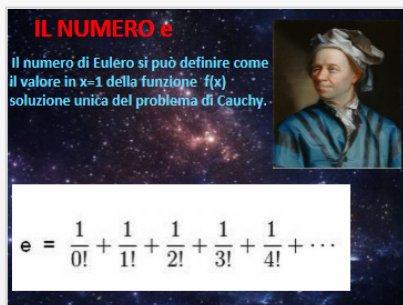 IL NUMERO e
Il numero di Eulero si può definire come
il valore in x=1 della funzione f(x)
soluzione unica del problema di Cauchy.
e = 1/0! + 1/1! + 1/2! + 1/3! + 1/4! + ⋯